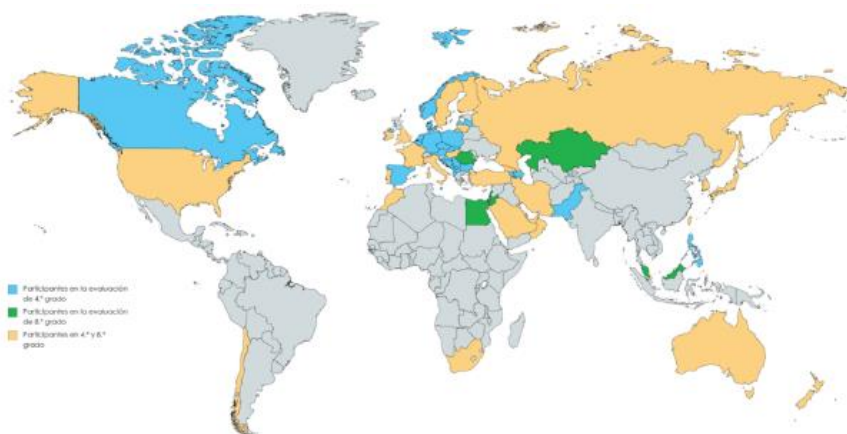 Participantes en la evaluación
de 4.º grado
Participantes en la evaluación
de 8.º grado
Participantes en 4.º y 8.º
grado